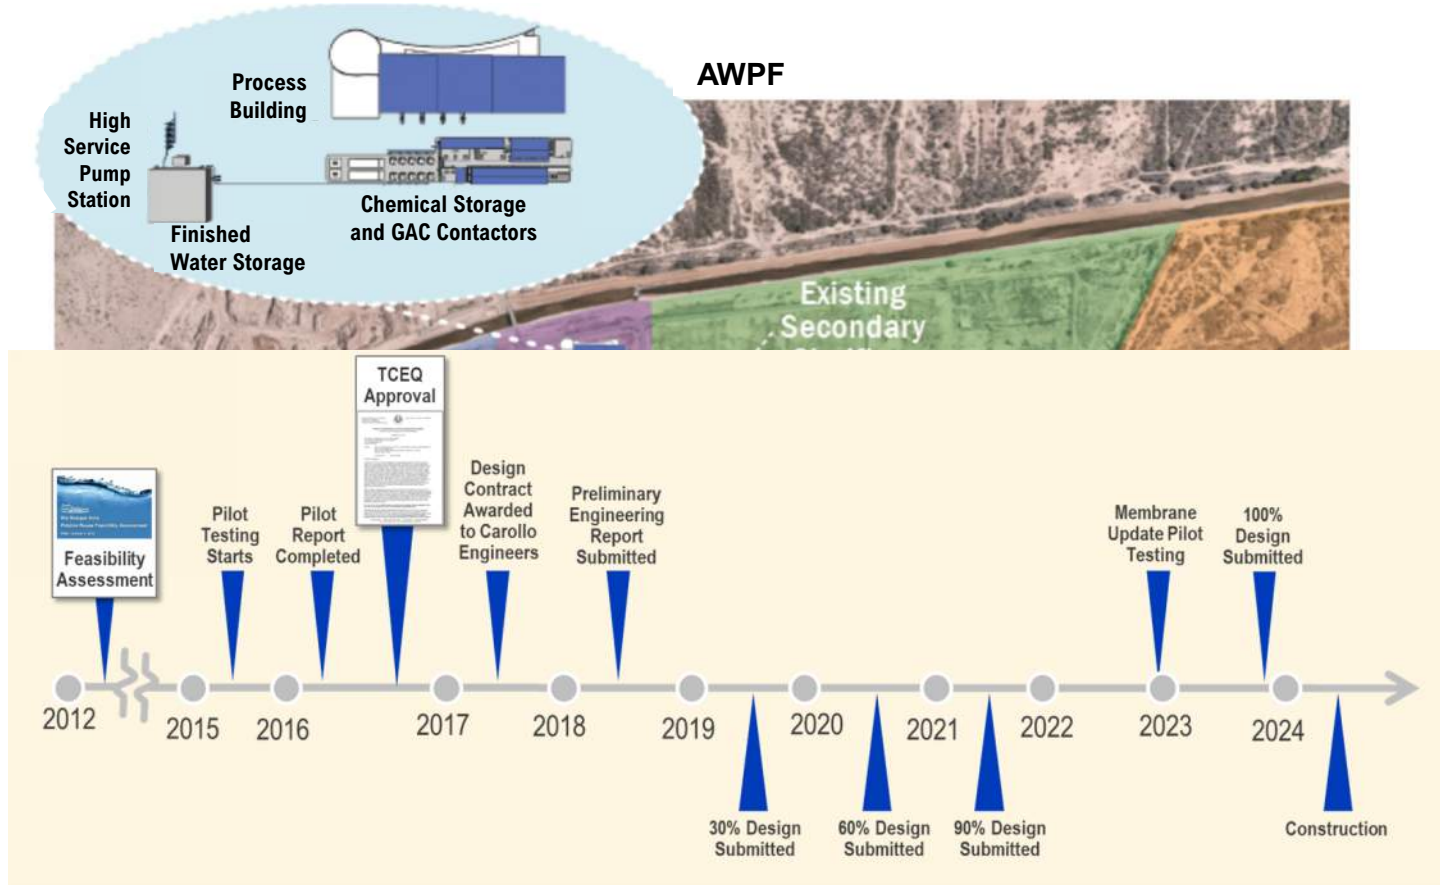 AWPF
Process
Building
High
Service
Pump
Station
Chemical Storage
and GAC Contactors
Finished
Water Storage
Existing
Secondary
TCEQ
Approval
Feasibility
Assessment
Pilot
Testing
Starts
Pilot
Report
Completed
Design
Contract
Awarded
to Carollo
Engineers
Preliminary
Engineering
Report
Submitted
Membrane
Update Pilot
Testing
100%
Design
Submitted
2012
2015
2016
2017
2018
2019
2020
2021
2022
2023
2024
30% Design
Submitted
60% Design
Submitted
90% Design
Submitted
Construction